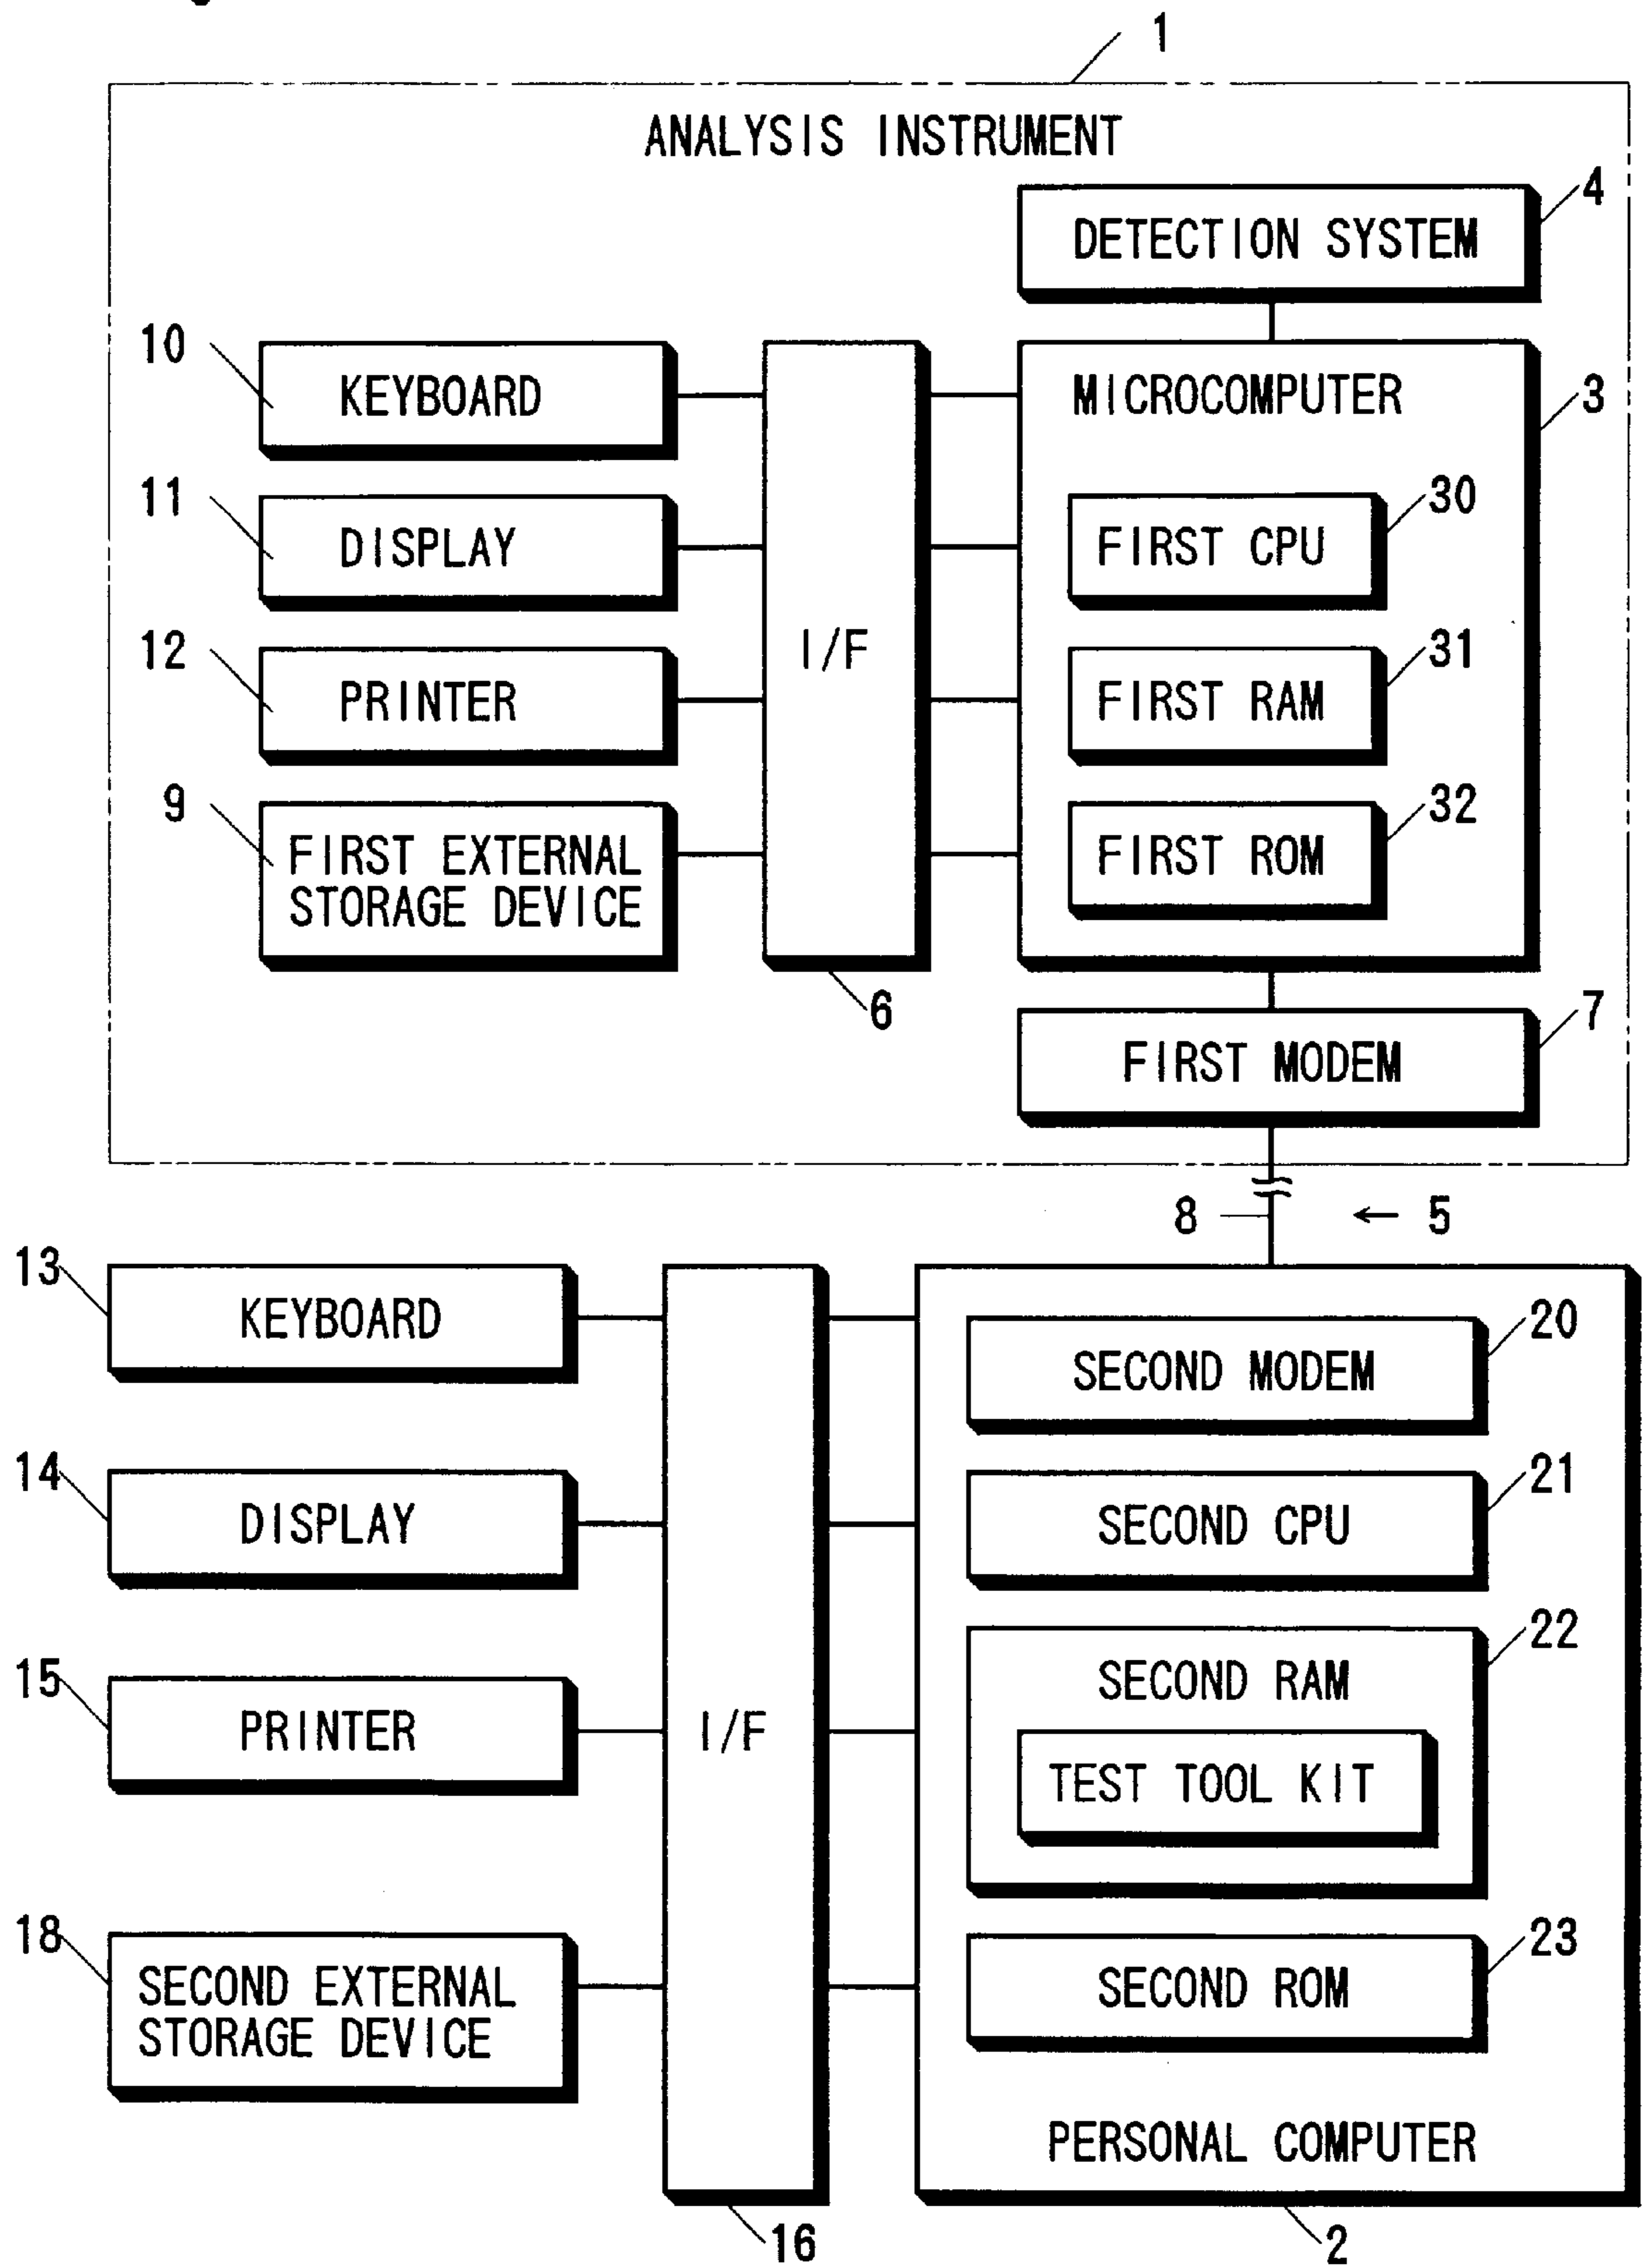 1
ANALYSIS INSTRUMENT
4
DETECTION SYSTEM
10
KEYBOARD
MICROCOMPUTER
3
11
DISPLAY
30
FIRST CPU
I/F
12
PRINTER
31
FIRST RAM
9
FIRST EXTERNAL
STORAGE DEVICE
32
FIRST ROM
6
7
FIRST MODEM
8
← 5
13
KEYBOARD
20
SECOND MODEM
14
DISPLAY
21
SECOND CPU
22
SECOND RAM
15
PRINTER
I/F
TEST TOOL KIT
18
SECOND EXTERNAL
STORAGE DEVICE
23
SECOND ROM
PERSONAL COMPUTER
16
2